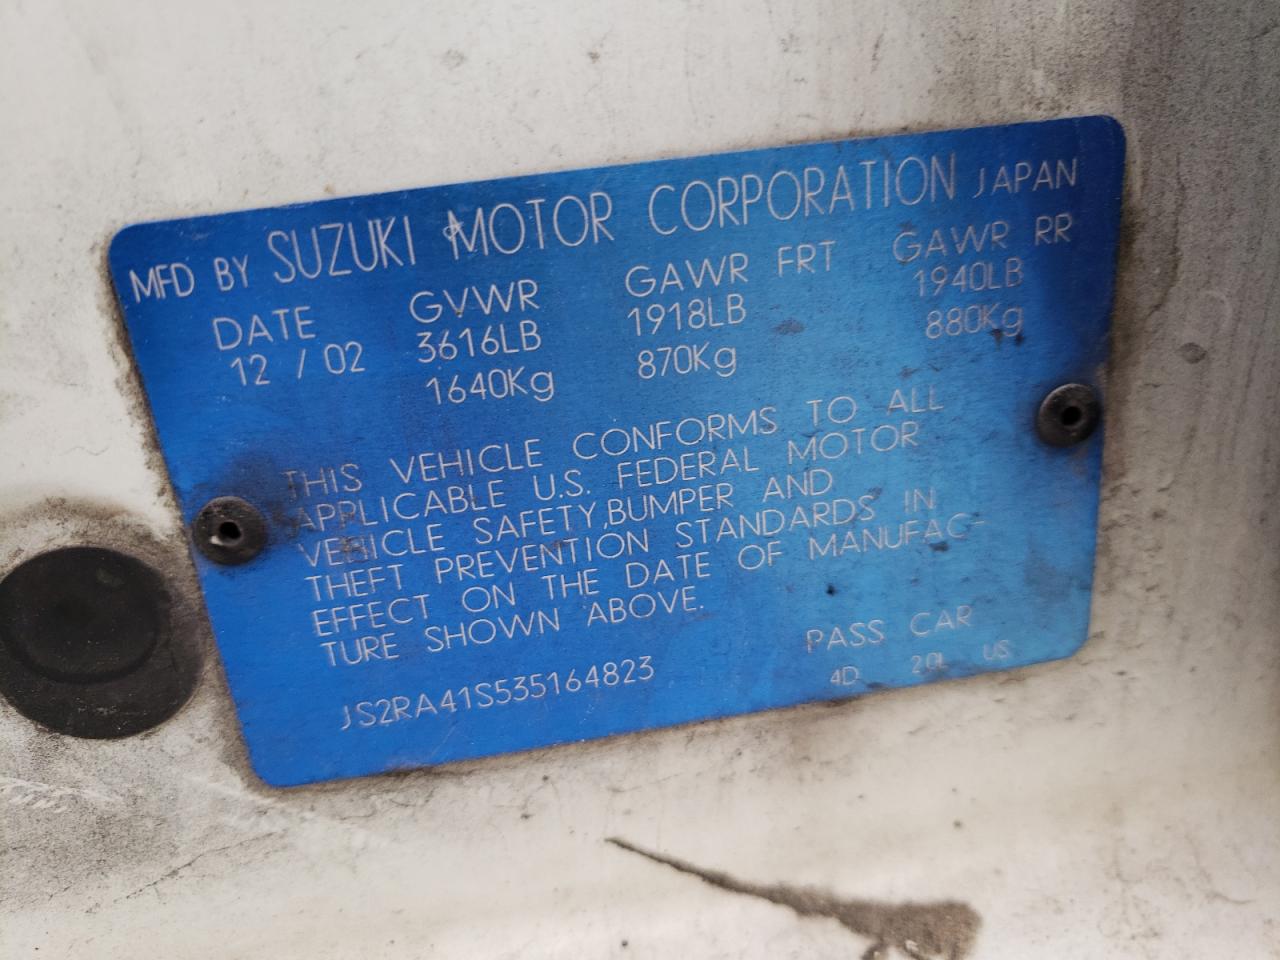 MFD BY SUZUKI MOTOR CORPORATION JAPAN
DATE GVWR GAWR FRT GAWR RR
12 / 02 3616LB 1918LB 1940LB
1640Kg 870Kg 880Kg
THIS VEHICLE CONFORMS TO ALL
APPLICABLE U.S. FEDERAL MOTOR
VEHICLE SAFETY,BUMPER AND
THEFT PREVENTION STANDARDS IN
EFFECT ON THE DATE OF MANUFAC-
TURE SHOWN ABOVE.
PASS CAR
JS2RA41S535164823 4D 20L US